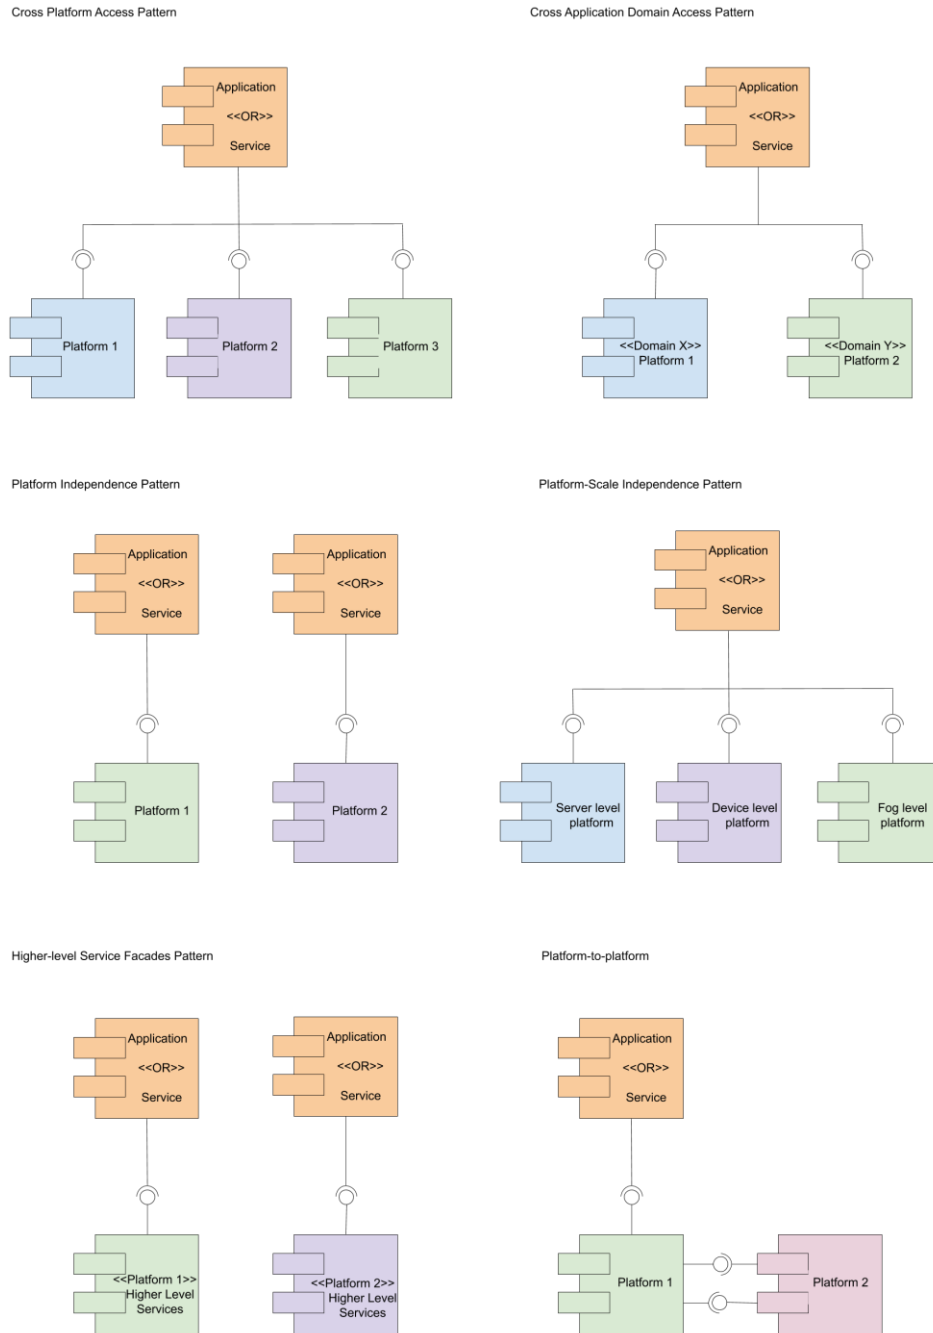 Cross Platform Access Pattern
Cross Application Domain Access Pattern
Application
<<OR>>
Service
Application
<<OR>>
Service
Platform 1
Platform 2
Platform 3
<<Domain X>>
Platform 1
<<Domain Y>>
Platform 2
Platform Independence Pattern
Platform-Scale Independence Pattern
Application
<<OR>>
Service
Application
<<OR>>
Service
Application
<<OR>>
Service
Platform 1
Platform 2
Server level
platform
Device level
platform
Fog level
platform
Higher-level Service Facades Pattern
Platform-to-platform
Application
<<OR>>
Service
Application
<<OR>>
Service
Application
<<OR>>
Service
<<Platform 1>>
Higher Level
Services
<<Platform 2>>
Higher Level
Services
Platform 1
Platform 2